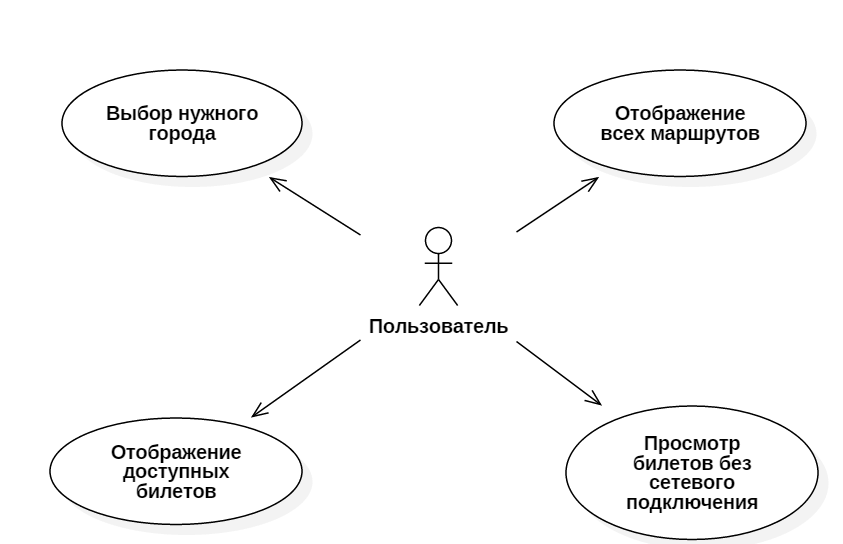 Выбор нужного
города
Отображение
всех маршрутов
Пользователь
Отображение
доступных
билетов
Просмотр
билетов без
сетевого
подключения